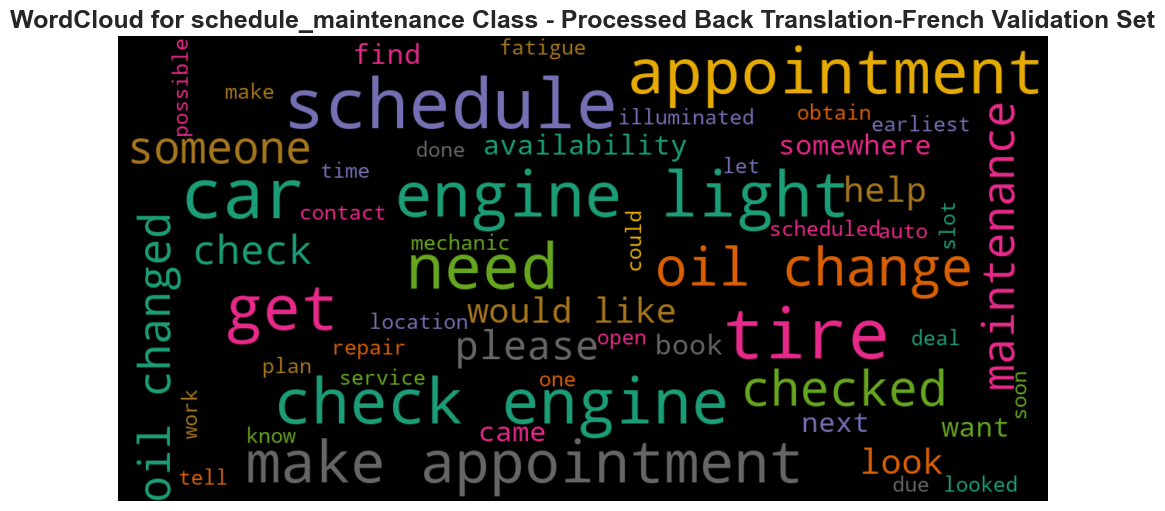 WordCloud for schedule_maintenance Class - Processed Back Translation-French Validation Set
possible
find
fatigue
appointment
make
schedule
illuminated
obtain
earliest
maintenance
someone
done
availability
somewhere
time
let
car
engine light
help
contact
could
scheduled
auto
slot
oil changed
check
mechanic
need
oil change
get
location
would like
tire
repair
please
open
book
deal
plan
service
one
checked
soon
work
check engine
know
came
next
want
make appointment
look
tell
due
looked